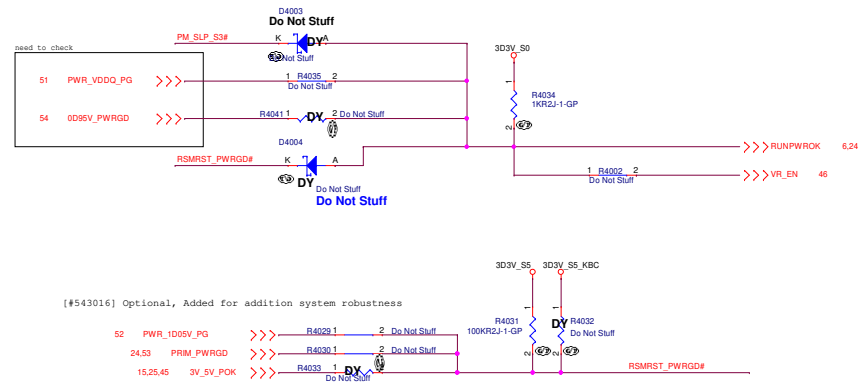 D4003
Do Not Stuff
PM_SLP_S3#
K
DY
A
Do Not Stuff
need to check
3D3V_S0
51
PWR_VDDQ_PG
1
R4035
2
Do Not Stuff
1
R4034
1KR2J-1-GP
2
54
0D95V_PWRGD
R4041
1
DY
2
Do Not Stuff
D4004
RSMRST_PWRGD#
K
A
DY
Do Not Stuff
Do Not Stuff
RUNPWROK
6,24
1
R4002
2
Do Not Stuff
VR_EN
46
3D3V_S5
3D3V_S5_KBC
[#543016] Optional, Added for addition system robustness
1
R4031
100KR2J-1-GP
2
1
DY
R4032
Do Not Stuff
2
52
PWR_1D05V_PG
R4029
1
2
Do Not Stuff
24,53
PRIM_PWRGD
R4030
1
2
Do Not Stuff
15,25,45
3V_5V_POK
R4033
1
DY
2
Do Not Stuff
RSMRST_PWRGD#